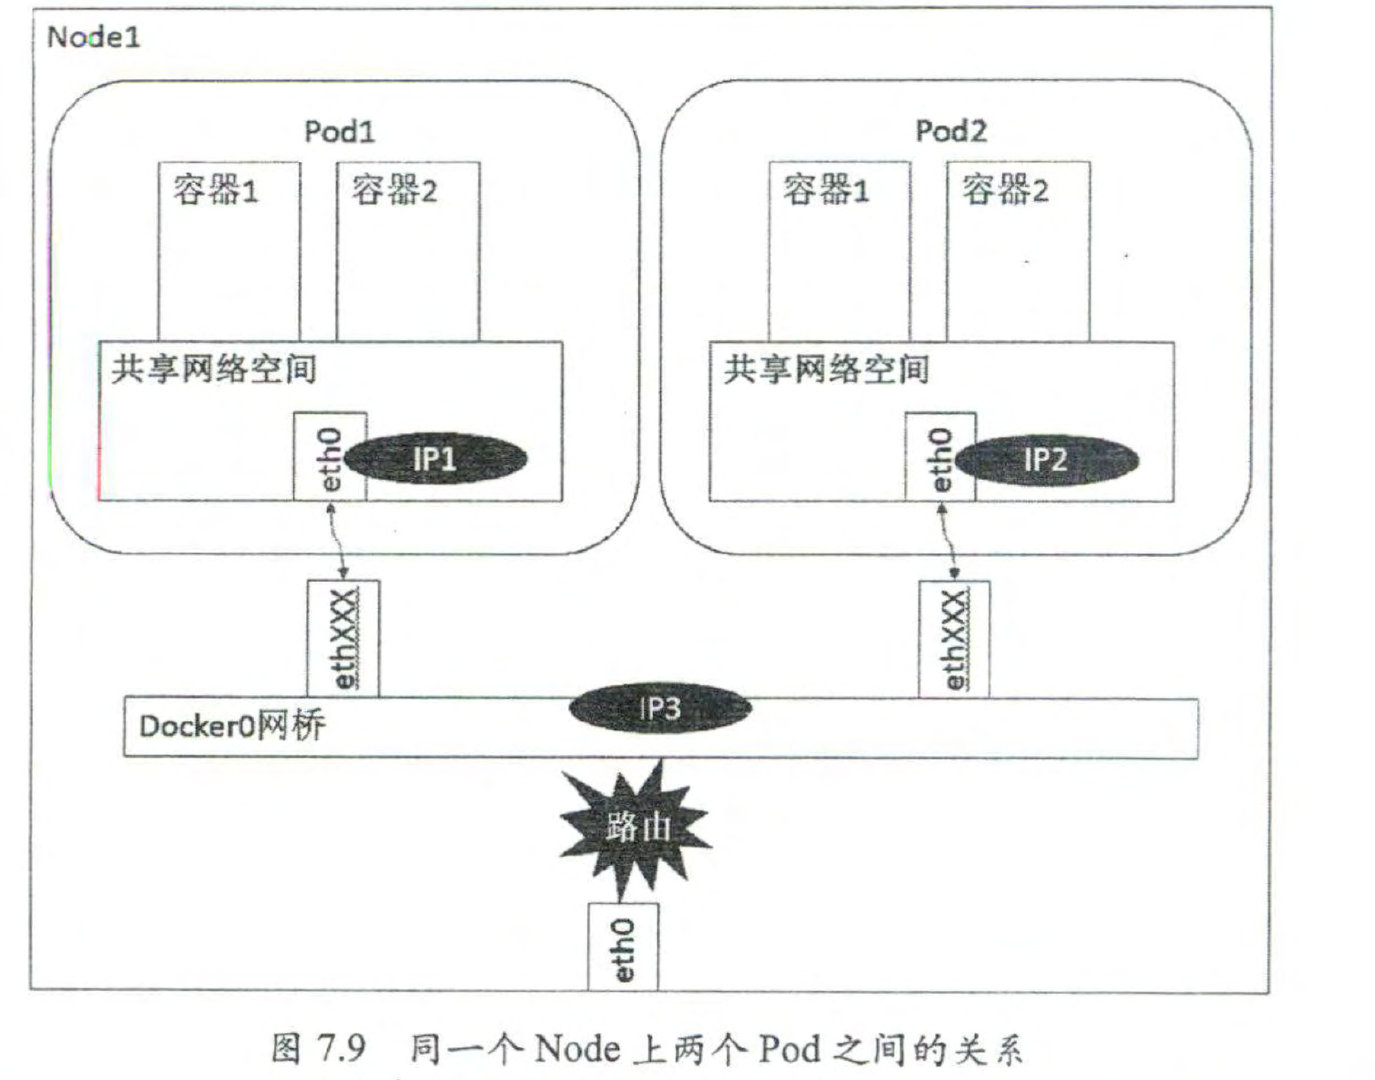 Node1
Pod1
Pod2
容器1
容器2
容器1
容器2
共享网络空间
共享网络空间
eth0
IP1
eth0
IP2
ethXXX
ethXXX
IP3
Docker0网桥
路由
eth0
图 7.9 同一个 Node 上两个 Pod 之间的关系